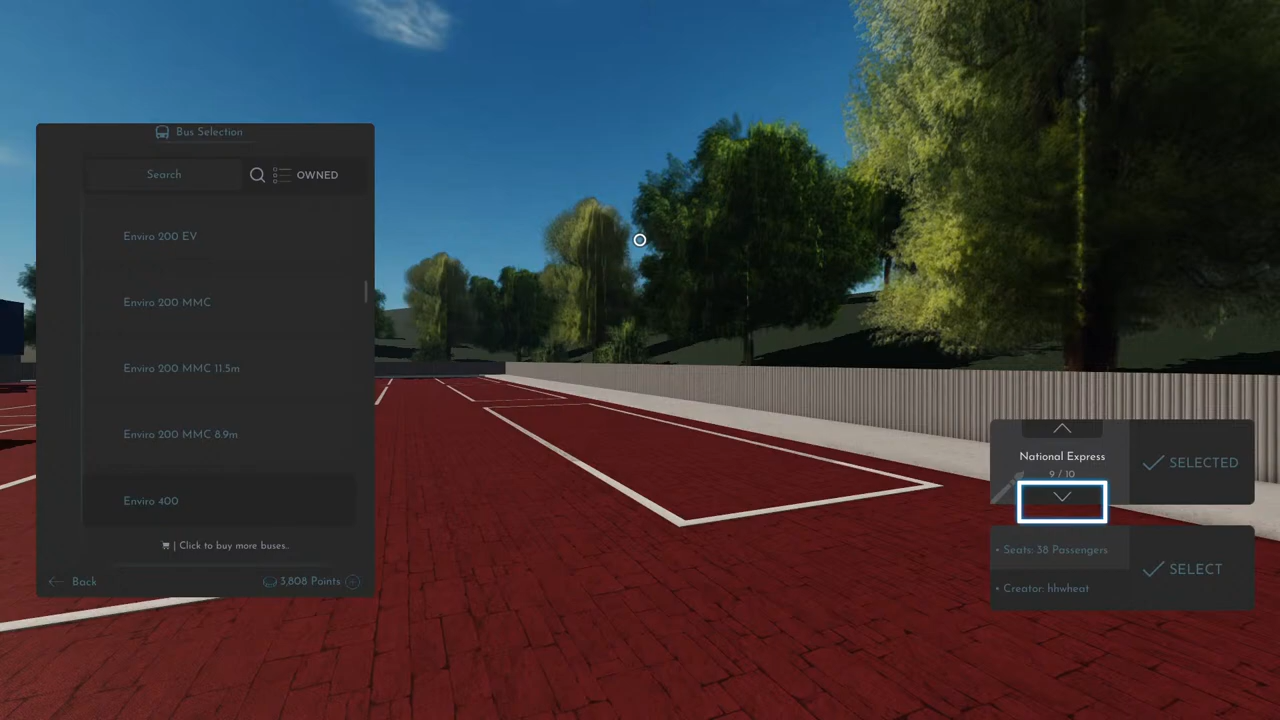 Bus Selection
Search
OWNED
Enviro 200 EV
Enviro 200 MMC
Enviro 200 MMC 11.5m
Enviro 200 MMC 8.9m
Enviro 400
| Click to buy more buses..
Back
3,808 Points
National Express
9 / 10
SELECTED
• Seats: 38 Passengers
• Creator: hhwheat
SELECT